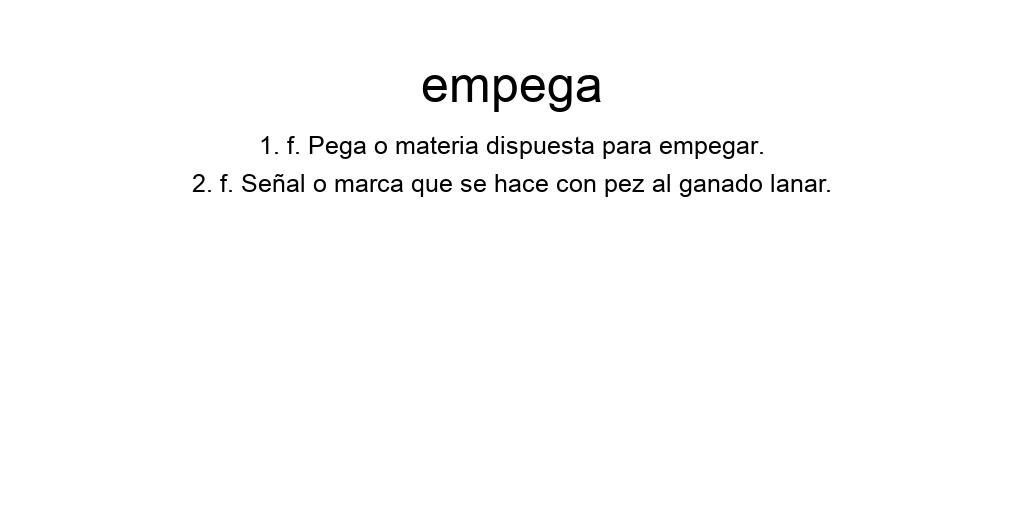 empega
1. f. Pega o materia dispuesta para empegar.
2. f. Señal o marca que se hace con pez al ganado lanar.